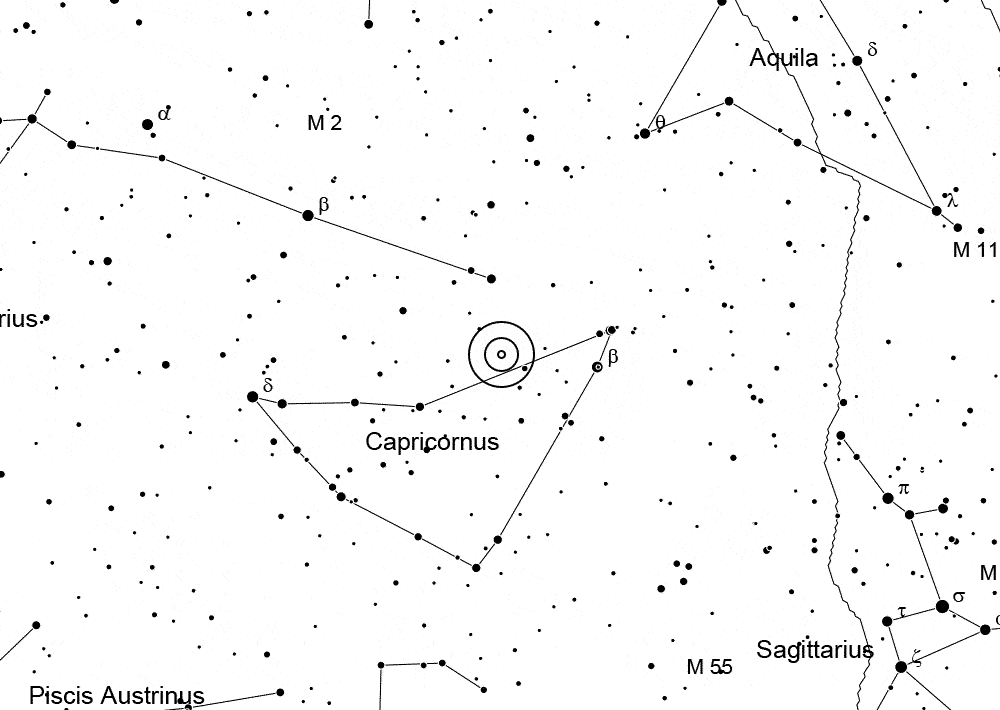 δ
Aquila
α
M 2
θ
β
λ
M 11
rius
β
δ
Capricornus
π
M
σ
τ
Sagittarius
ζ
M 55
Piscis Austrinus